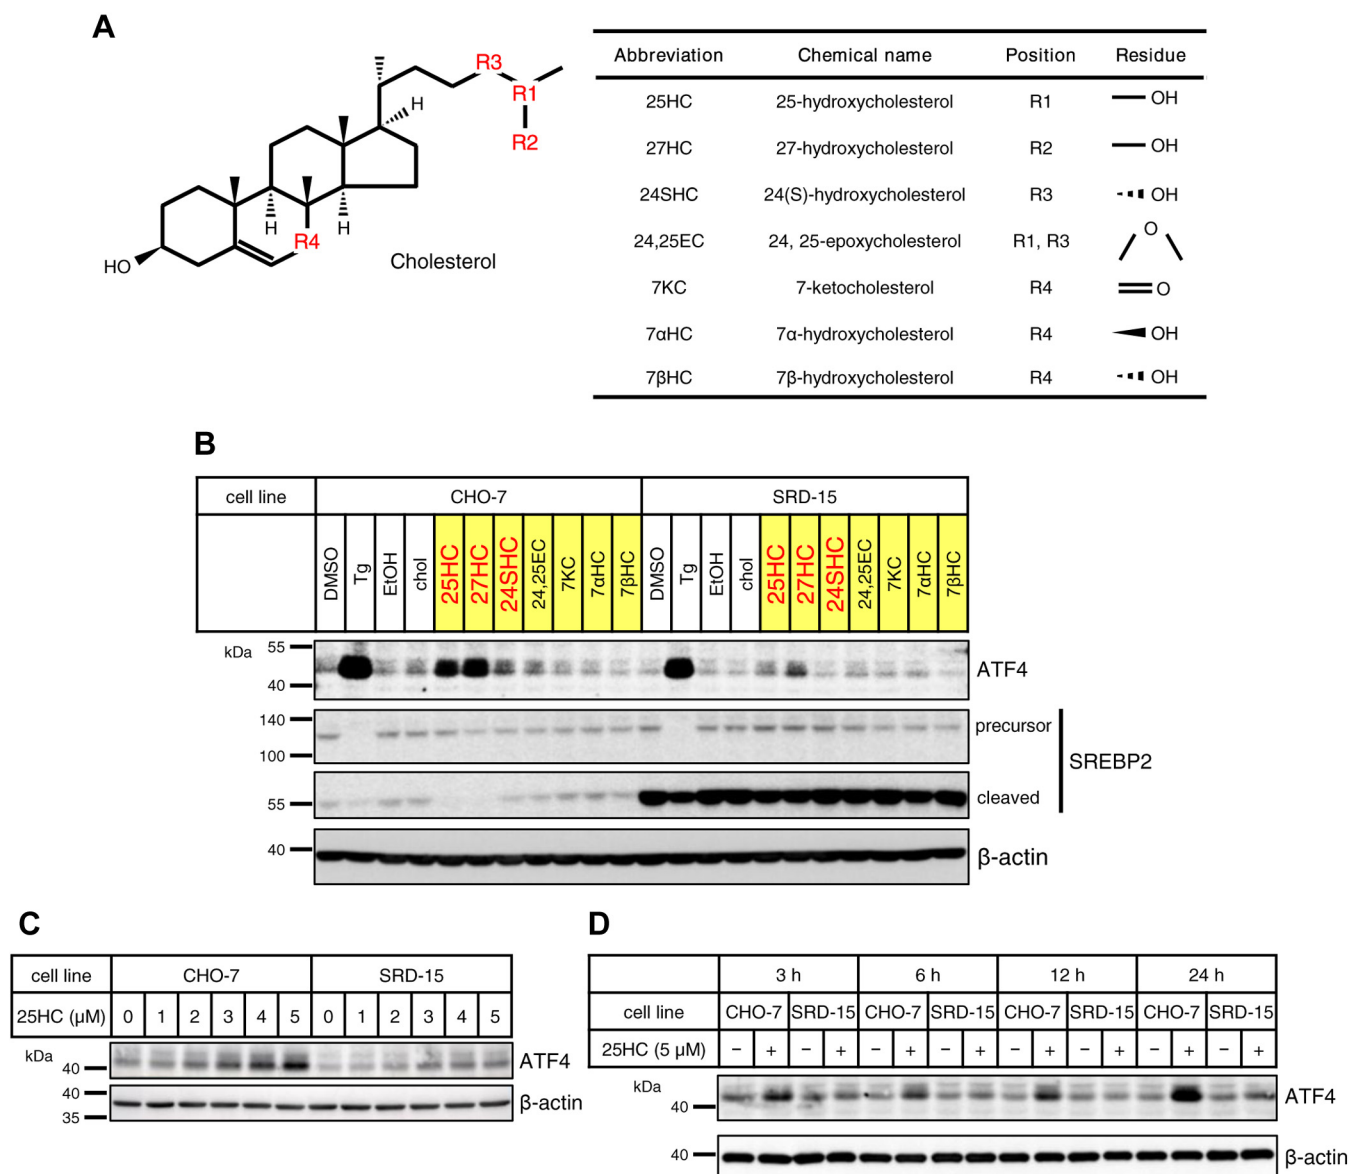 A
R3
R1
R2
H
H
H
R4
HO
Cholesterol
Abbreviation Chemical name Position Residue
25HC 25-hydroxycholesterol R1 OH
27HC 27-hydroxycholesterol R2 OH
24SHC 24(S)-hydroxycholesterol R3 OH
24,25EC 24, 25-epoxycholesterol R1, R3 O
7KC 7-ketocholesterol R4 O
7αHC 7α-hydroxycholesterol R4 OH
7βHC 7β-hydroxycholesterol R4 OH
B
cell line CHO-7 SRD-15
DMSO Tg EtOH chol 25HC 27HC 24SHC 24,25EC 7KC 7αHC 7βHC DMSO Tg EtOH chol 25HC 27HC 24SHC 24,25EC 7KC 7αHC 7βHC
kDa
55
40
ATF4
140
100
precursor
55
cleaved
SREBP2
40
β-actin
C
cell line CHO-7 SRD-15
25HC (μM) 0 1 2 3 4 5 0 1 2 3 4 5
kDa
40
ATF4
40
35
β-actin
D
3 h 6 h 12 h 24 h
cell line CHO-7 SRD-15 CHO-7 SRD-15 CHO-7 SRD-15 CHO-7 SRD-15
25HC (5 μM) − + − + − + − + − + − + − + − +
kDa
40
ATF4
40
β-actin